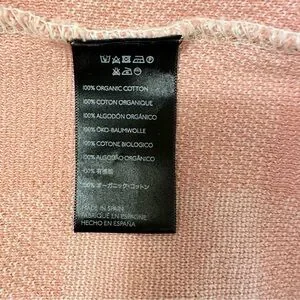 100% ORGANIC COTTON
100% COTON ORGANIQUE
100% ALGODÓN ORGÁNICO
100% ÖKO-BAUMWOLLE
100% COTONE BIOLOGICO
100% ALGODÃO ORGÂNICO
100% 有機棉
100% オーガニック・コットン
MADE IN SPAIN
FABRIQUÉ EN ESPAGNE
HECHO EN ESPAÑA